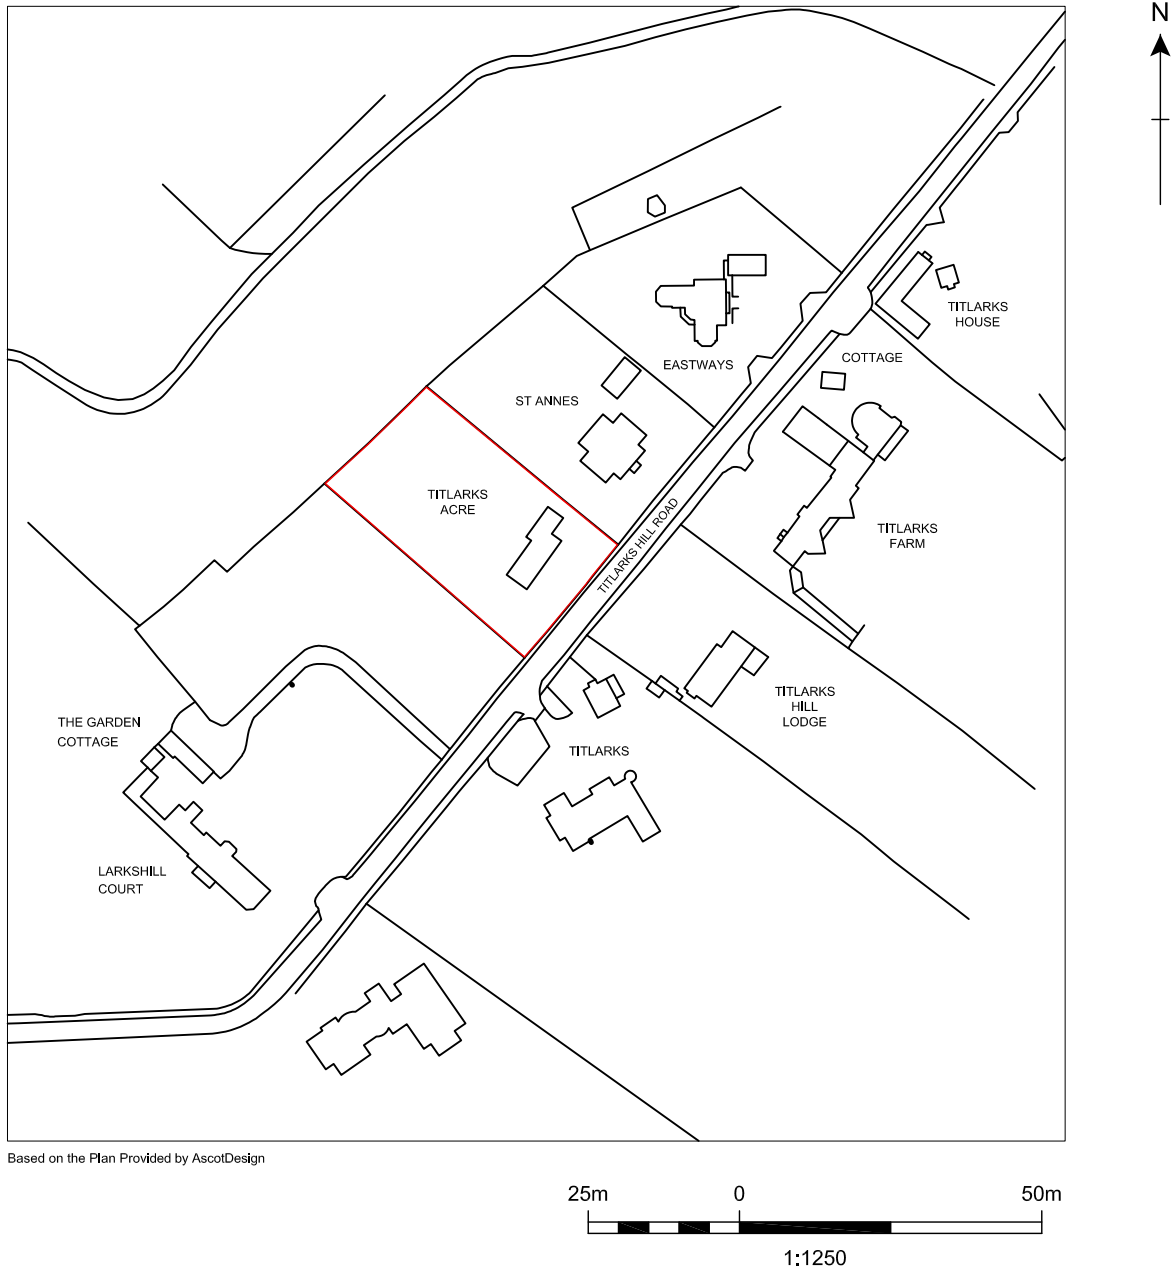 N
TITLARKS
HOUSE
COTTAGE
EASTWAYS
ST ANNES
TITLARKS
ACRE
TITLARKS HILL ROAD
TITLARKS
FARM
TITLARKS
HILL
LODGE
THE GARDEN
COTTAGE
TITLARKS
LARKSHILL
COURT
Based on the Plan Provided by AscotDesign
25m 0 50m
1:1250